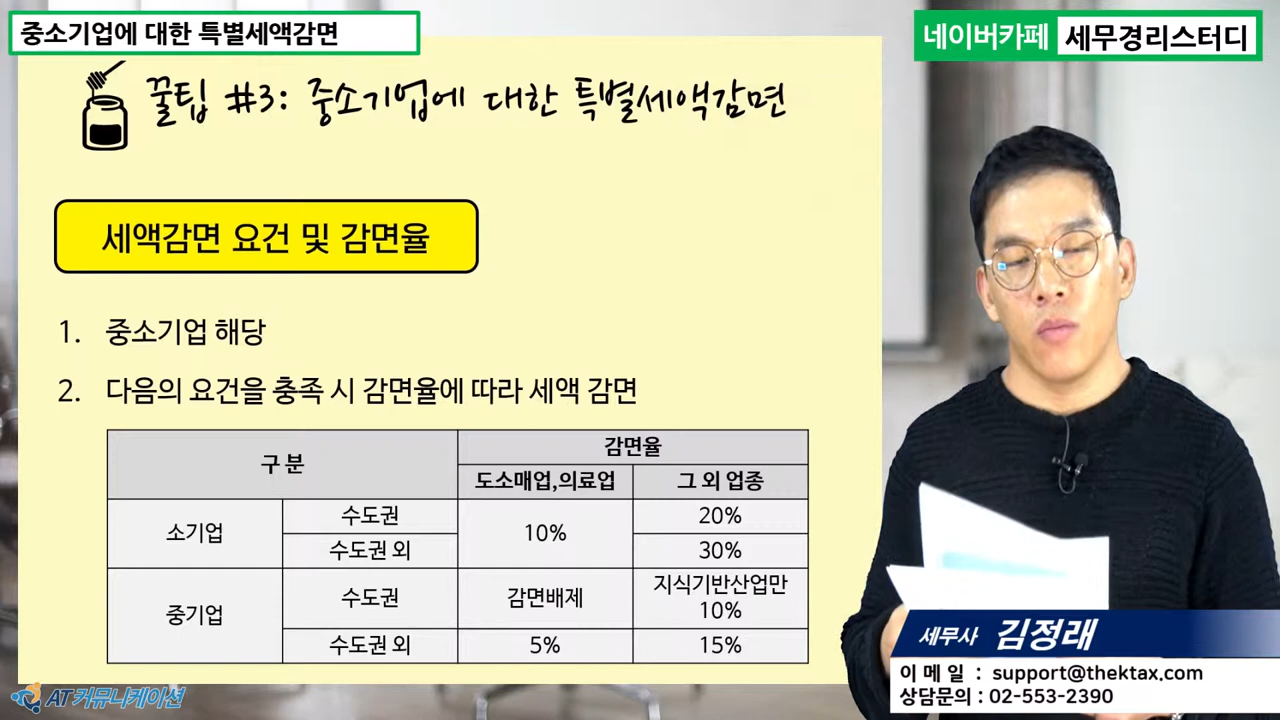 중소기업에 대한 특별세액감면
네이버카페 세무경리스터디
꿀팁 #3: 중소기업에 대한 특별세액감면
세액감면 요건 및 감면율
1. 중소기업 해당
2. 다음의 요건을 충족 시 감면율에 따라 세액 감면
구 분
감면율
도소매업,의료업
그 외 업종
소기업
수도권
10%
20%
수도권 외
30%
중기업
수도권
감면배제
지식기반산업만
10%
수도권 외
5%
15%
세무사 김정래
이 메 일 : support@thektax.com
상담문의 : 02-553-2390
AT커뮤니케이션